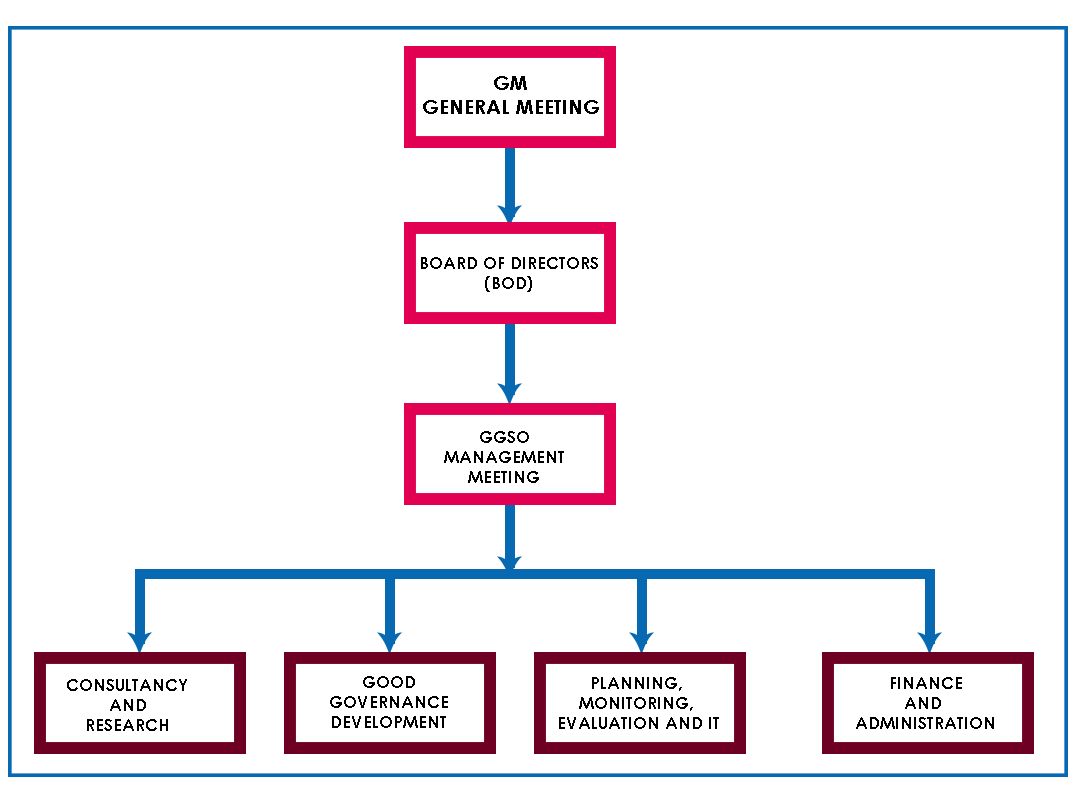 GM
GENERAL MEETING
BOARD OF DIRECTORS
(BOD)
GGSO
MANAGEMENT
MEETING
CONSULTANCY
AND
RESEARCH
GOOD
GOVERNANCE
DEVELOPMENT
PLANNING,
MONITORING,
EVALUATION AND IT
FINANCE
AND
ADMINISTRATION